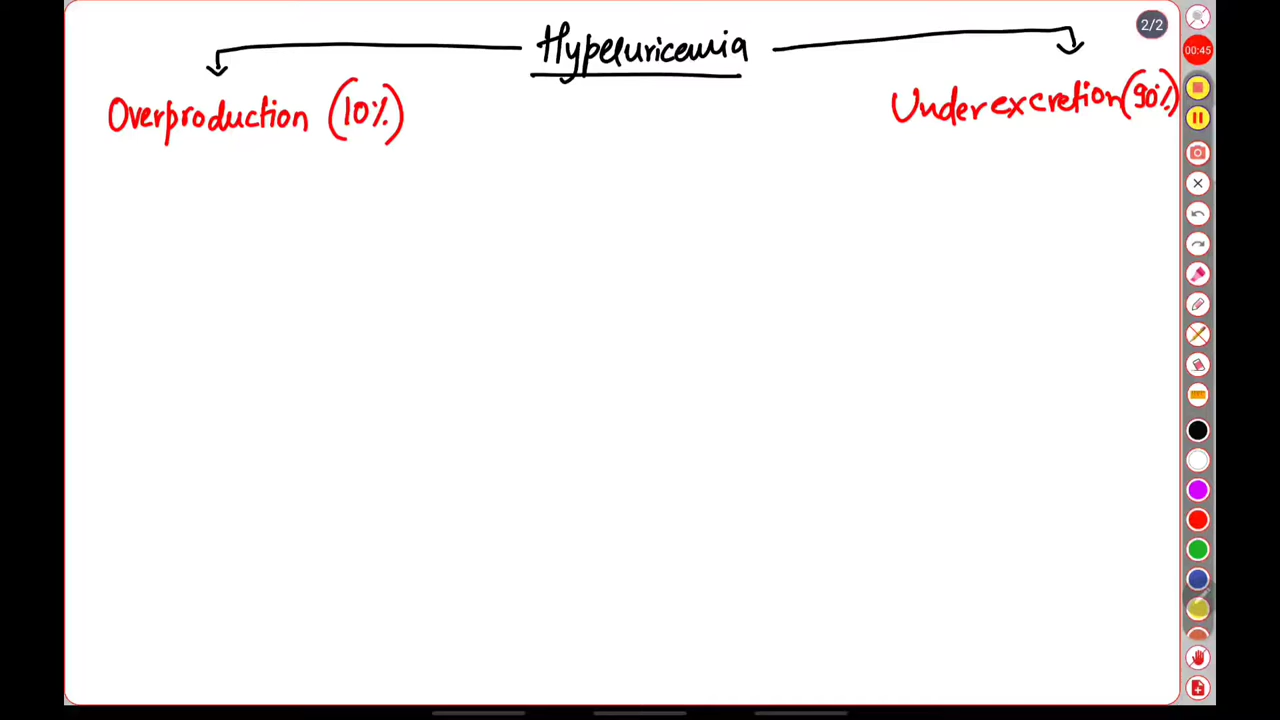 Hyperuricemia
2/2
00:45
Overproduction (10%)
Underexcretion (90%)